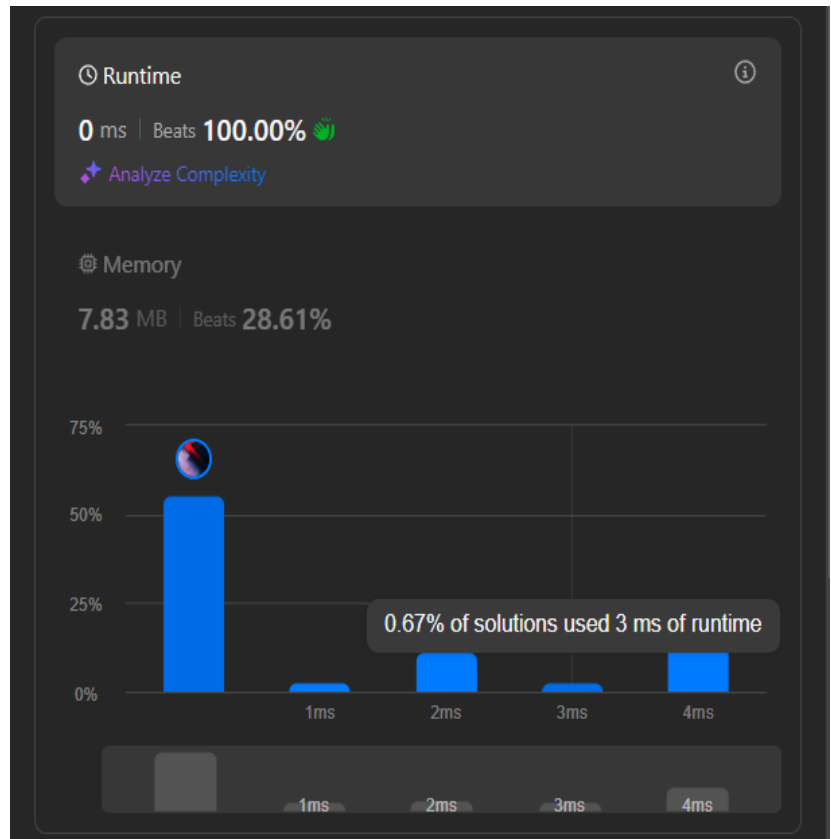 Runtime
0 ms | Beats 100.00%
Analyze Complexity
Memory
7.83 MB | Beats 28.61%
75%
50%
25%
0.67% of solutions used 3 ms of runtime
0%
1ms 2ms 3ms 4ms
1ms 2ms 3ms 4ms